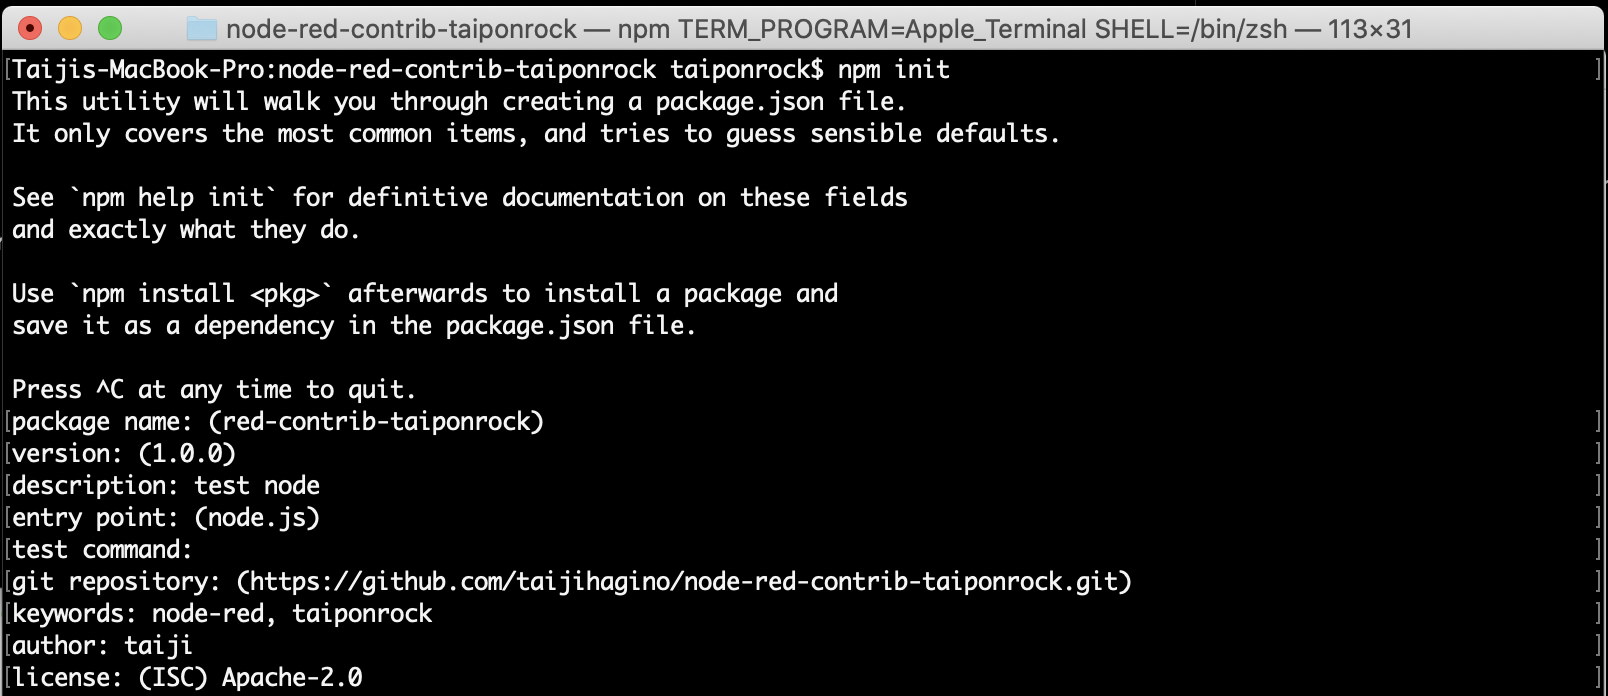 node-red-contrib-taiponrock — npm TERM_PROGRAM=Apple_Terminal SHELL=/bin/zsh — 113×31
[Taijis-MacBook-Pro:node-red-contrib-taiponrock taiponrock$ npm init ]
This utility will walk you through creating a package.json file.
It only covers the most common items, and tries to guess sensible defaults.
See `npm help init` for definitive documentation on these fields
and exactly what they do.
Use `npm install <pkg>` afterwards to install a package and
save it as a dependency in the package.json file.
Press ^C at any time to quit.
[package name: (red-contrib-taiponrock) ]
[version: (1.0.0) ]
[description: test node ]
[entry point: (node.js) ]
[test command: ]
[git repository: (https://github.com/taijihagino/node-red-contrib-taiponrock.git) ]
[keywords: node-red, taiponrock ]
[author: taiji ]
[license: (ISC) Apache-2.0 ]